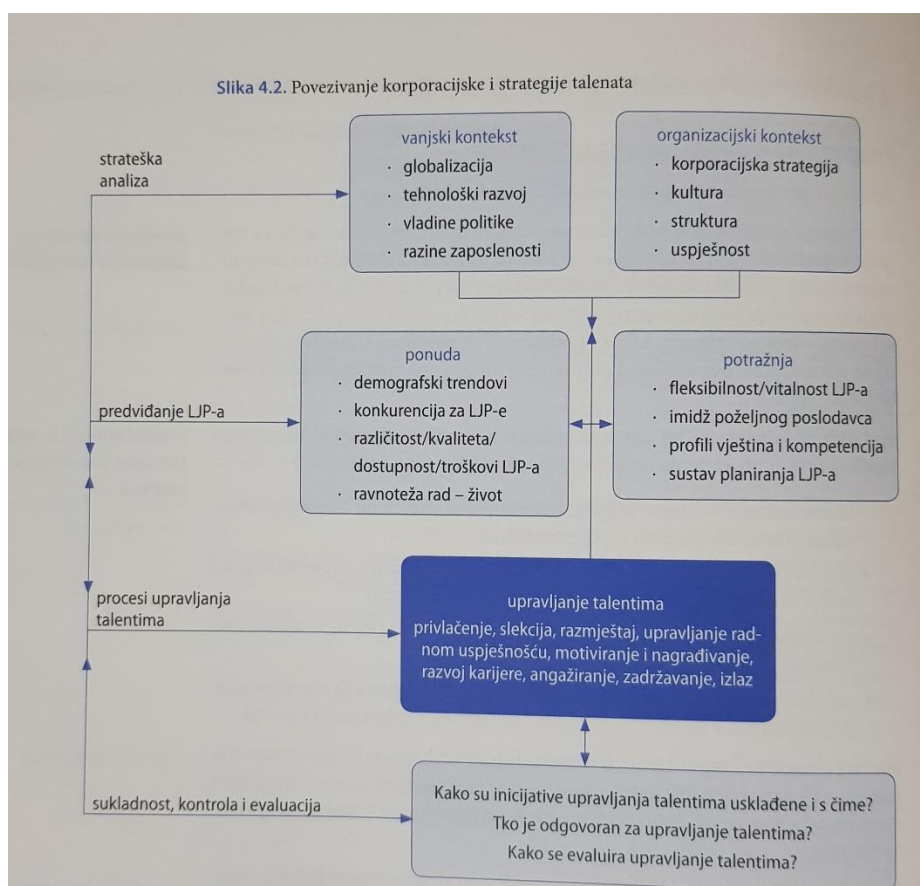 Slika 4.2. Povezivanje korporacijske i strategije talenata
strateška
analiza
vanjski kontekst
· globalizacija
· tehnološki razvoj
· vladine politike
· razine zaposlenosti
organizacijski kontekst
· korporacijska strategija
· kultura
· struktura
· uspješnost
predviđanje LJP-a
ponuda
· demografski trendovi
· konkurencija za LJP-e
· različitost/kvaliteta/
dostupnost/troškovi LJP-a
· ravnoteža rad – život
potražnja
· fleksibilnost/vitalnost LJP-a
· imidž poželjnog poslodavca
· profili vještina i kompetencija
· sustav planiranja LJP-a
procesi upravljanja
talentima
upravljanje talentima
privlačenje, slekcija, razmještaj, upravljanje rad-
nom uspješnošću, motiviranje i nagrađivanje,
razvoj karijere, angažiranje, zadržavanje, izlaz
sukladnost, kontrola i evaluacija
Kako su inicijative upravljanja talentima usklađene i s čime?
Tko je odgovoran za upravljanje talentima?
Kako se evaluira upravljanje talentima?